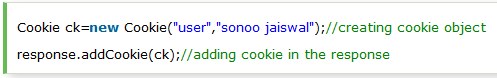 Cookie ck=new Cookie("user","sonoo jaiswal");//creating cookie object
response.addCookie(ck);//adding cookie in the response